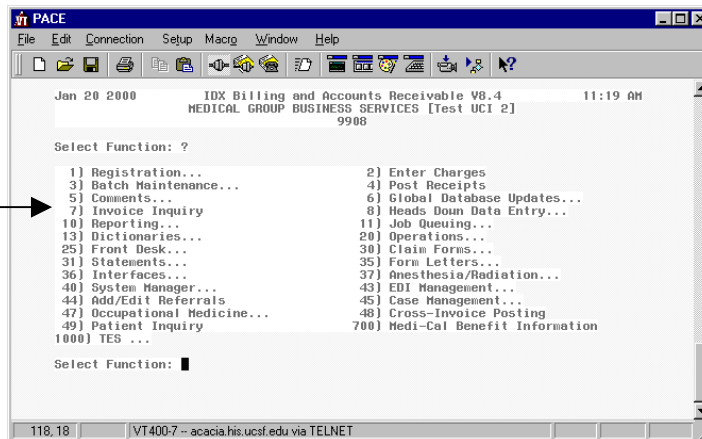 PACE
File Edit Connection Setup Macro Window Help
Jan 20 2000 IDX Billing and Accounts Receivable V8.4 11:19 AM
MEDICAL GROUP BUSINESS SERVICES [Test UCI 2]
9908
Select Function: ?
1) Registration... 2) Enter Charges
3) Batch Maintenance... 4) Post Receipts
5) Comments... 6) Global Database Updates...
7) Invoice Inquiry 8) Heads Down Data Entry...
10) Reporting... 11) Job Queuing...
13) Dictionaries... 20) Operations...
25) Front Desk... 30) Claim Forms...
31) Statements... 35) Form Letters...
36) Interfaces... 37) Anesthesia/Radiation...
40) System Manager... 43) EDI Management...
44) Add/Edit Referrals 45) Case Management...
47) Occupational Medicine... 48) Cross-Invoice Posting
49) Patient Inquiry 700) Medi-Cal Benefit Information
1000) TES ...
Select Function:
118, 18 VT400-7 -- acacia.his.ucsf.edu via TELNET